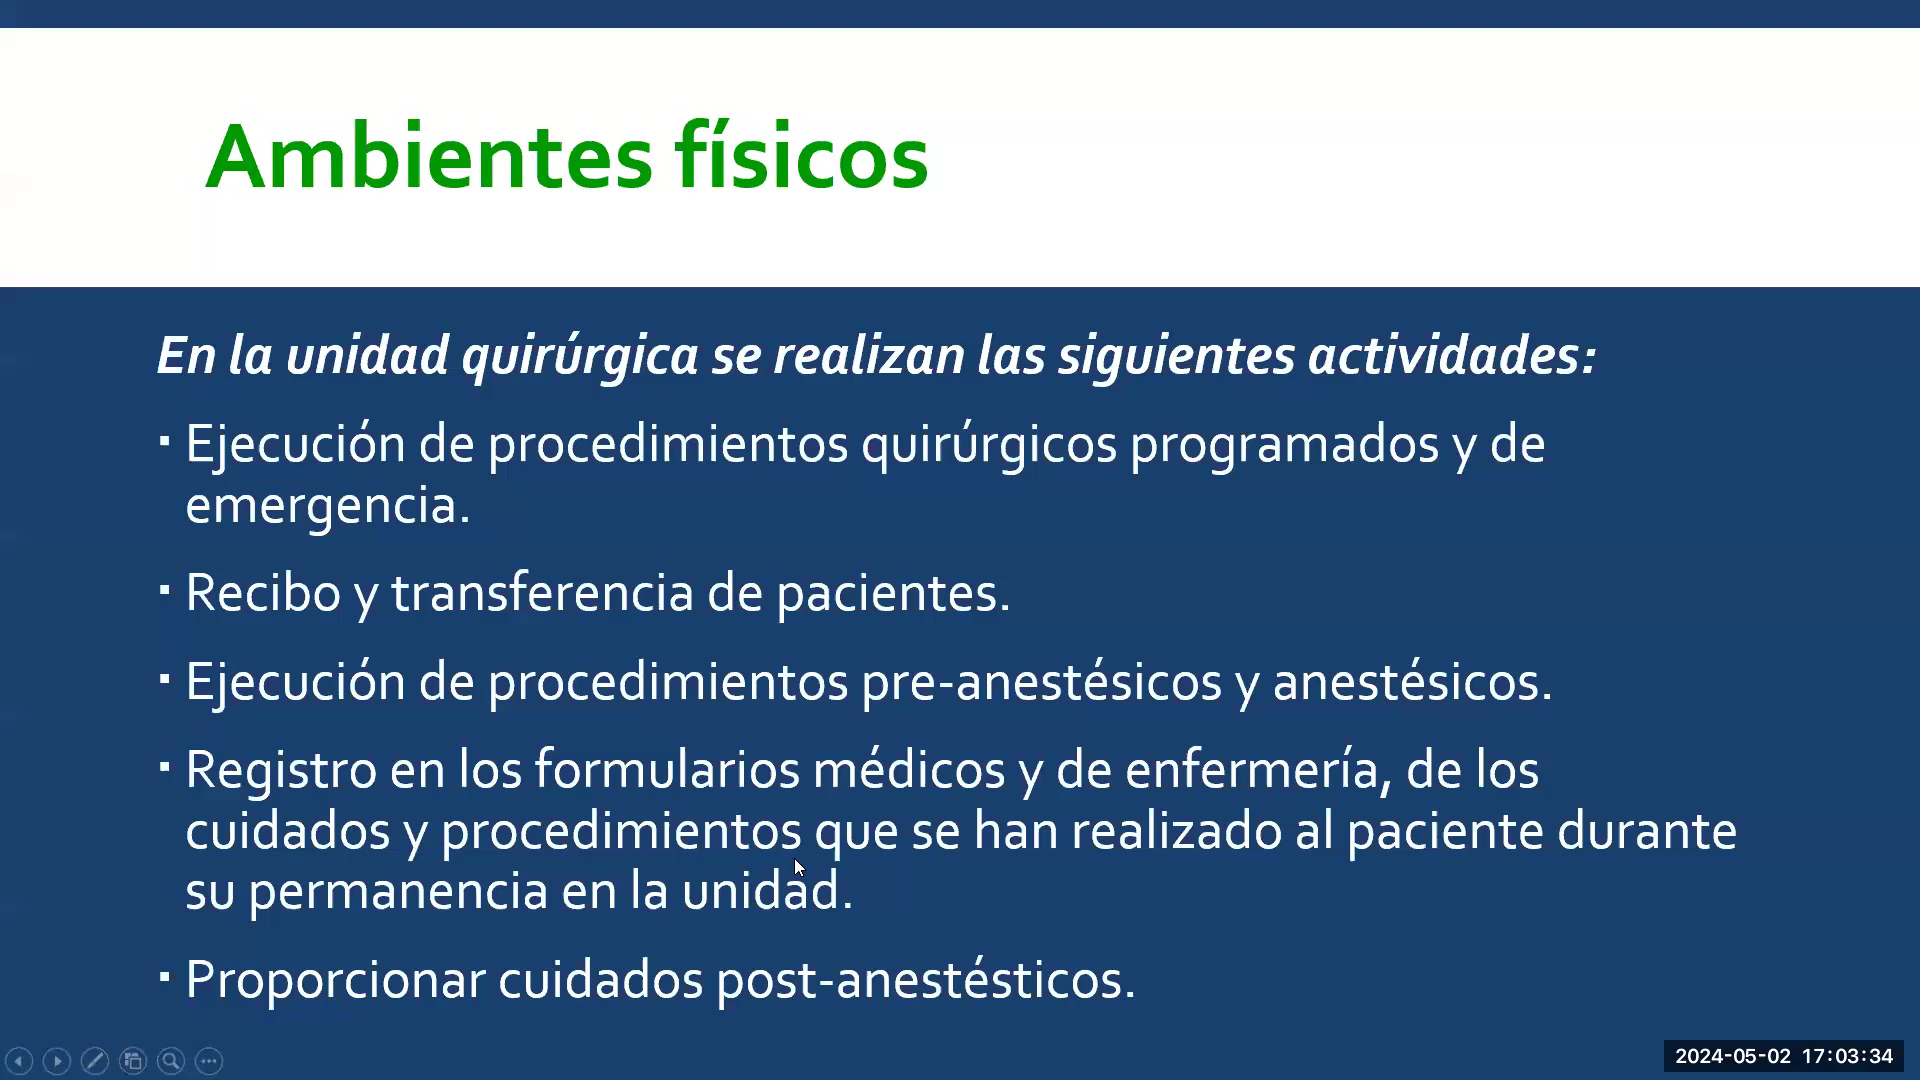 Ambientes físicos
En la unidad quirúrgica se realizan las siguientes actividades:
▪ Ejecución de procedimientos quirúrgicos programados y de
emergencia.
▪ Recibo y transferencia de pacientes.
▪ Ejecución de procedimientos pre-anestésicos y anestésicos.
▪ Registro en los formularios médicos y de enfermería, de los
cuidados y procedimientos que se han realizado al paciente durante
su permanencia en la unidad.
▪ Proporcionar cuidados post-anestésticos.
2024-05-02 17:03:34